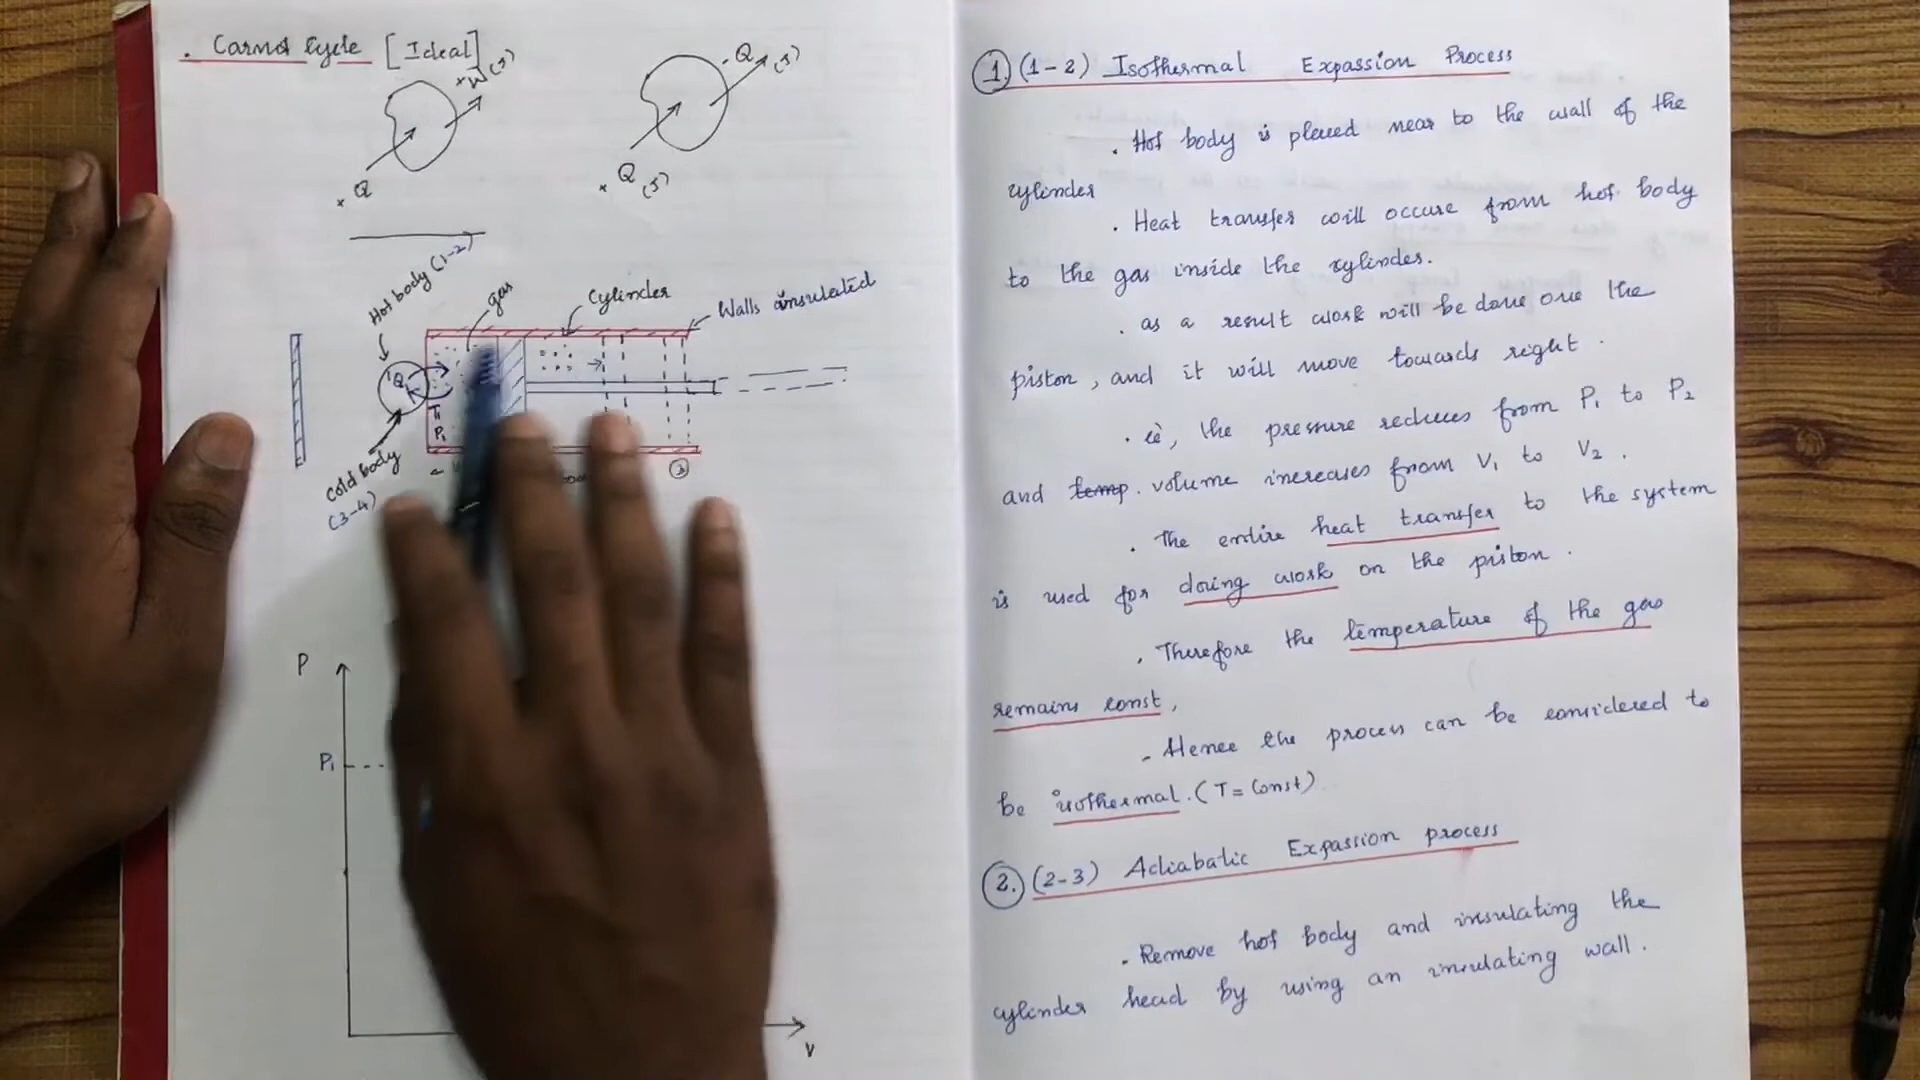 . Carnot Cycle [Ideal]
+W (J)
- Q (J)
+ Q
+ Q (J)
Hot body (1-2)
gas
Cylinder
Walls insulated
Q
T1
P1
Cold body
(3-4)
3
P
P1
V
1. (1-2) Isothermal Expassion Process
. Hot body is placed near to the wall of the
cylinder
. Heat transfer will occure from hot body
to the gas inside the cylinder.
. as a result work will be done one the
piston, and it will move towards right.
. ie, the pressure reduces from P1 to P2
and temp. volume increases from V1 to V2.
. The entire heat transfer to the system
is used for doing work on the piston.
. Therefore the temperature of the gas
remains const,
- Hence the process can be considered to
be isothermal. (T = Const)
2. (2-3) Adiabatic Expassion process
. Remove hot body and insulating the
cylinder head by using an insulating wall.